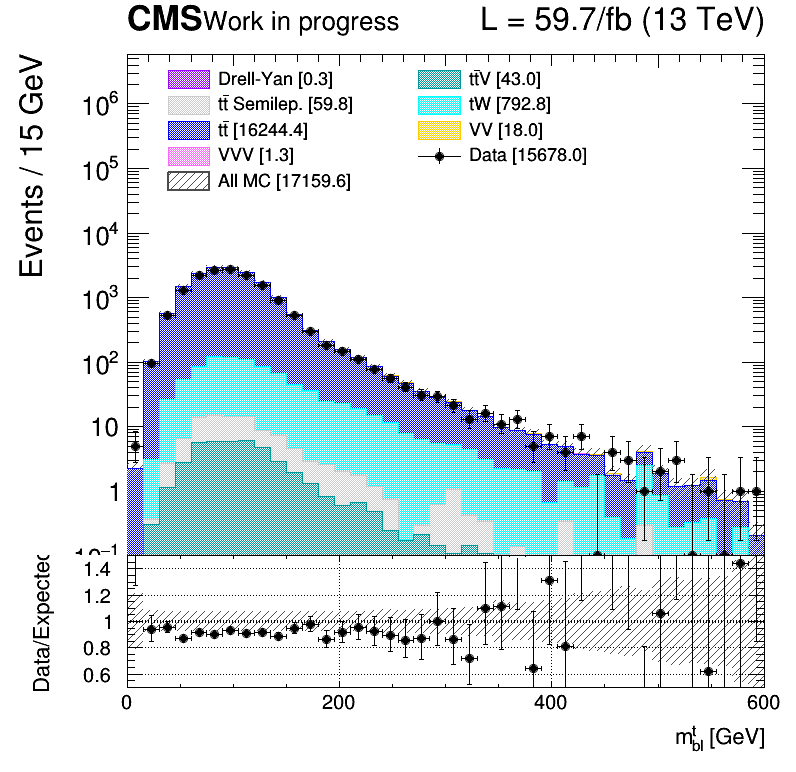 CMS Work in progress L = 59.7/fb (13 TeV)
Events / 15 GeV
Drell-Yan [0.3]
tt̄ Semilep. [59.8]
tt̄ [16244.4]
VVV [1.3]
All MC [17159.6]
tt̄V [43.0]
tW [792.8]
VV [18.0]
Data [15678.0]
10⁶
10⁵
10⁴
10³
10²
10
1
10⁻¹
Data/Expected
1.4
1.2
1
0.8
0.6
0 200 400 600
mᵗbl [GeV]